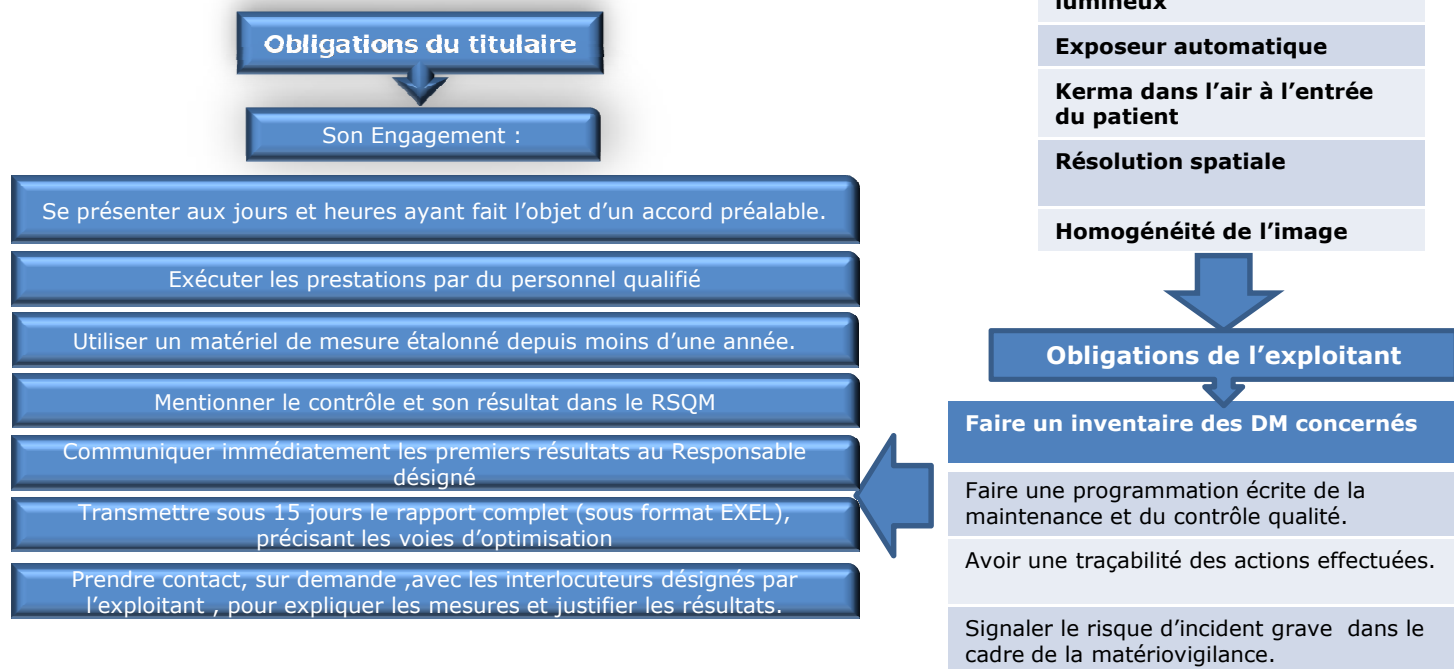 Obligations du titulaire
Son Engagement :
Se présenter aux jours et heures ayant fait l’objet d’un accord préalable.
Exécuter les prestations par du personnel qualifié
Utiliser un matériel de mesure étalonné depuis moins d’une année.
Mentionner le contrôle et son résultat dans le RSQM
Communiquer immédiatement les premiers résultats au Responsable
désigné
Transmettre sous 15 jours le rapport complet (sous format EXEL),
précisant les voies d’optimisation
Prendre contact, sur demande ,avec les interlocuteurs désignés par
l’exploitant , pour expliquer les mesures et justifier les résultats.
lumineux
Exposeur automatique
Kerma dans l’air à l’entrée
du patient
Résolution spatiale
Homogénéité de l’image
Obligations de l’exploitant
Faire un inventaire des DM concernés
Faire une programmation écrite de la
maintenance et du contrôle qualité.
Avoir une traçabilité des actions effectuées.
Signaler le risque d’incident grave dans le
cadre de la matériovigilance.